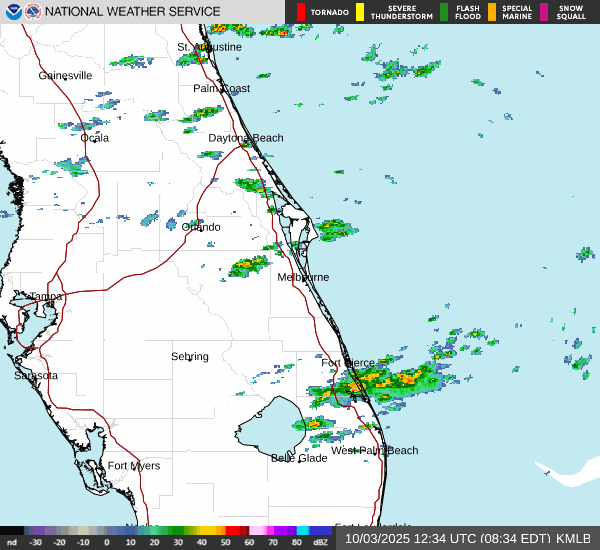 NATIONAL WEATHER SERVICE
TORNADO
SEVERE THUNDERSTORM
FLASH FLOOD
SPECIAL MARINE
SNOW SQUALL
St. Augustine
Gainesville
Palm Coast
Ocala
Daytona Beach
Orlando
Melbourne
Tampa
Sebring
Fort Pierce
Sarasota
West Palm Beach
Belle Glade
Fort Myers
nd -30 -20 -10 0 10 20 30 40 50 60 70 80 dBZ
10/03/2025 12:34 UTC (08:34 EDT) KMLB